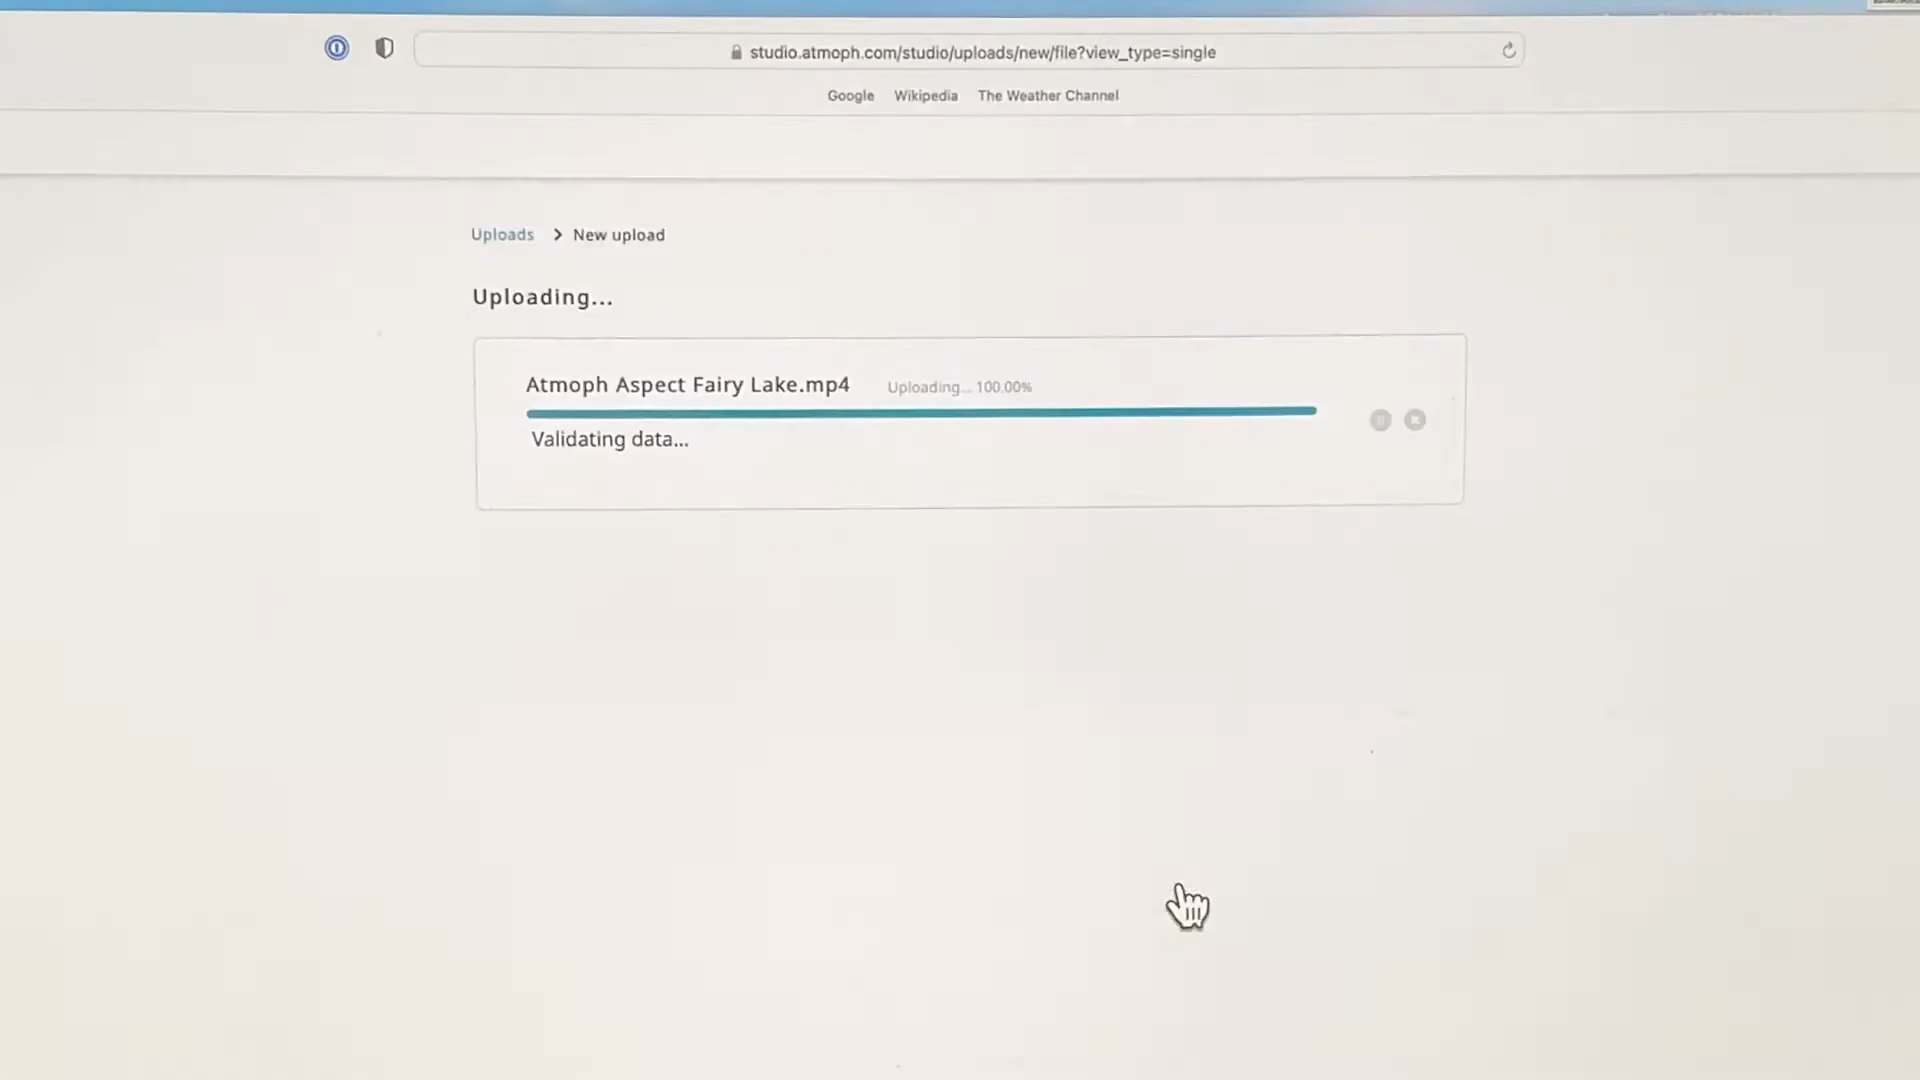 studio.atmoph.com/studio/uploads/new/file?view_type=single
Google Wikipedia The Weather Channel
Uploads > New upload
Uploading...
Atmoph Aspect Fairy Lake.mp4 Uploading... 100.00%
Validating data...